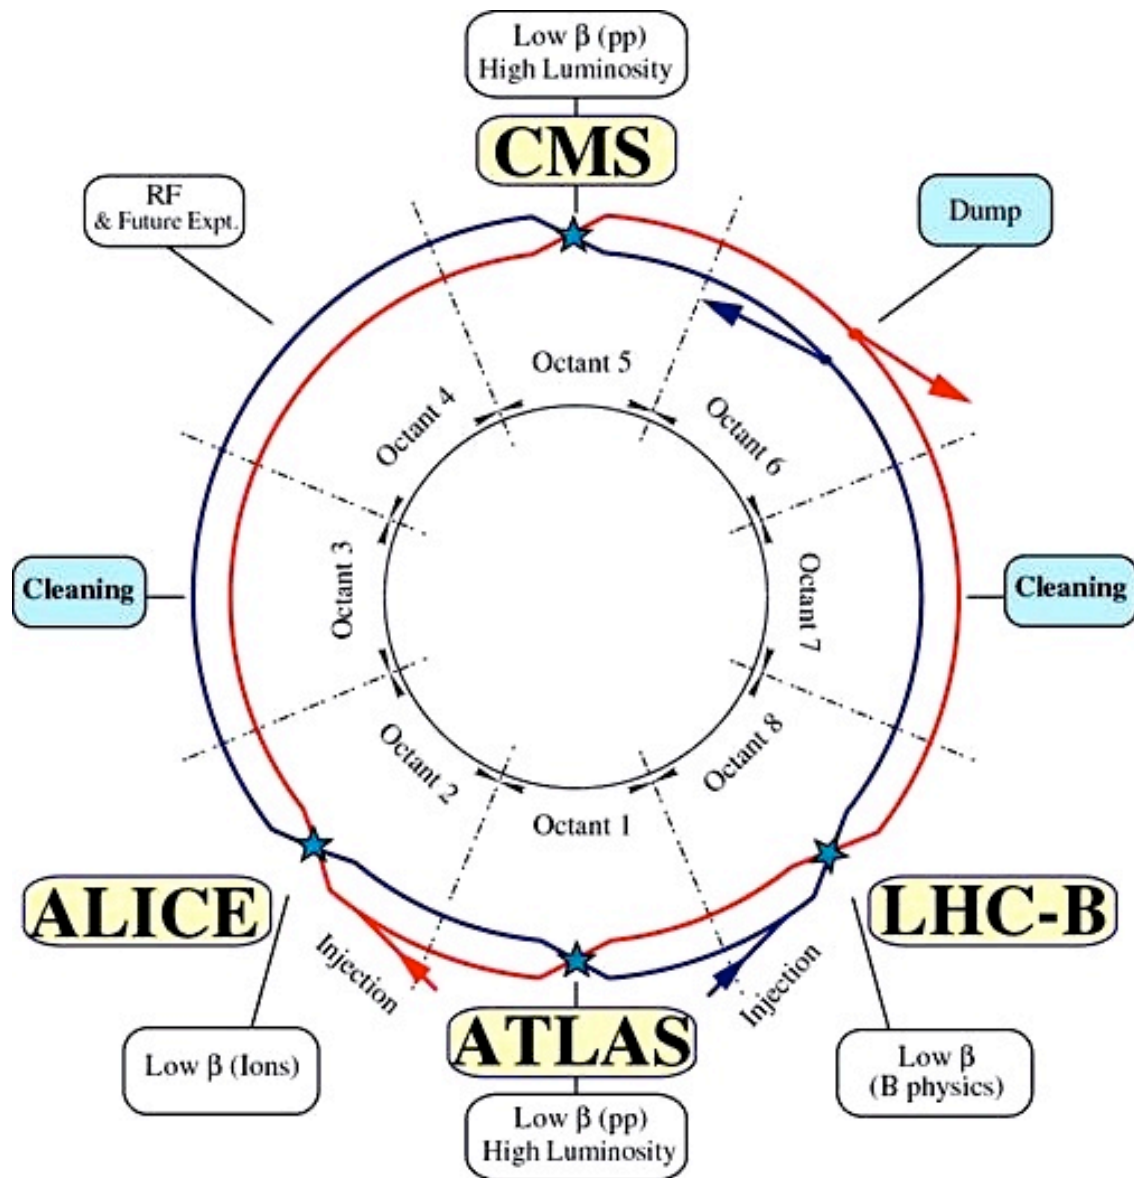 Low β (pp)
High Luminosity
CMS
RF
& Future Expt.
Dump
Octant 5
Octant 4
Octant 6
Cleaning
Octant 3
Octant 7
Cleaning
Octant 2
Octant 8
Octant 1
ALICE
LHC-B
Injection
Injection
ATLAS
Low β (Ions)
Low β
(B physics)
Low β (pp)
High Luminosity